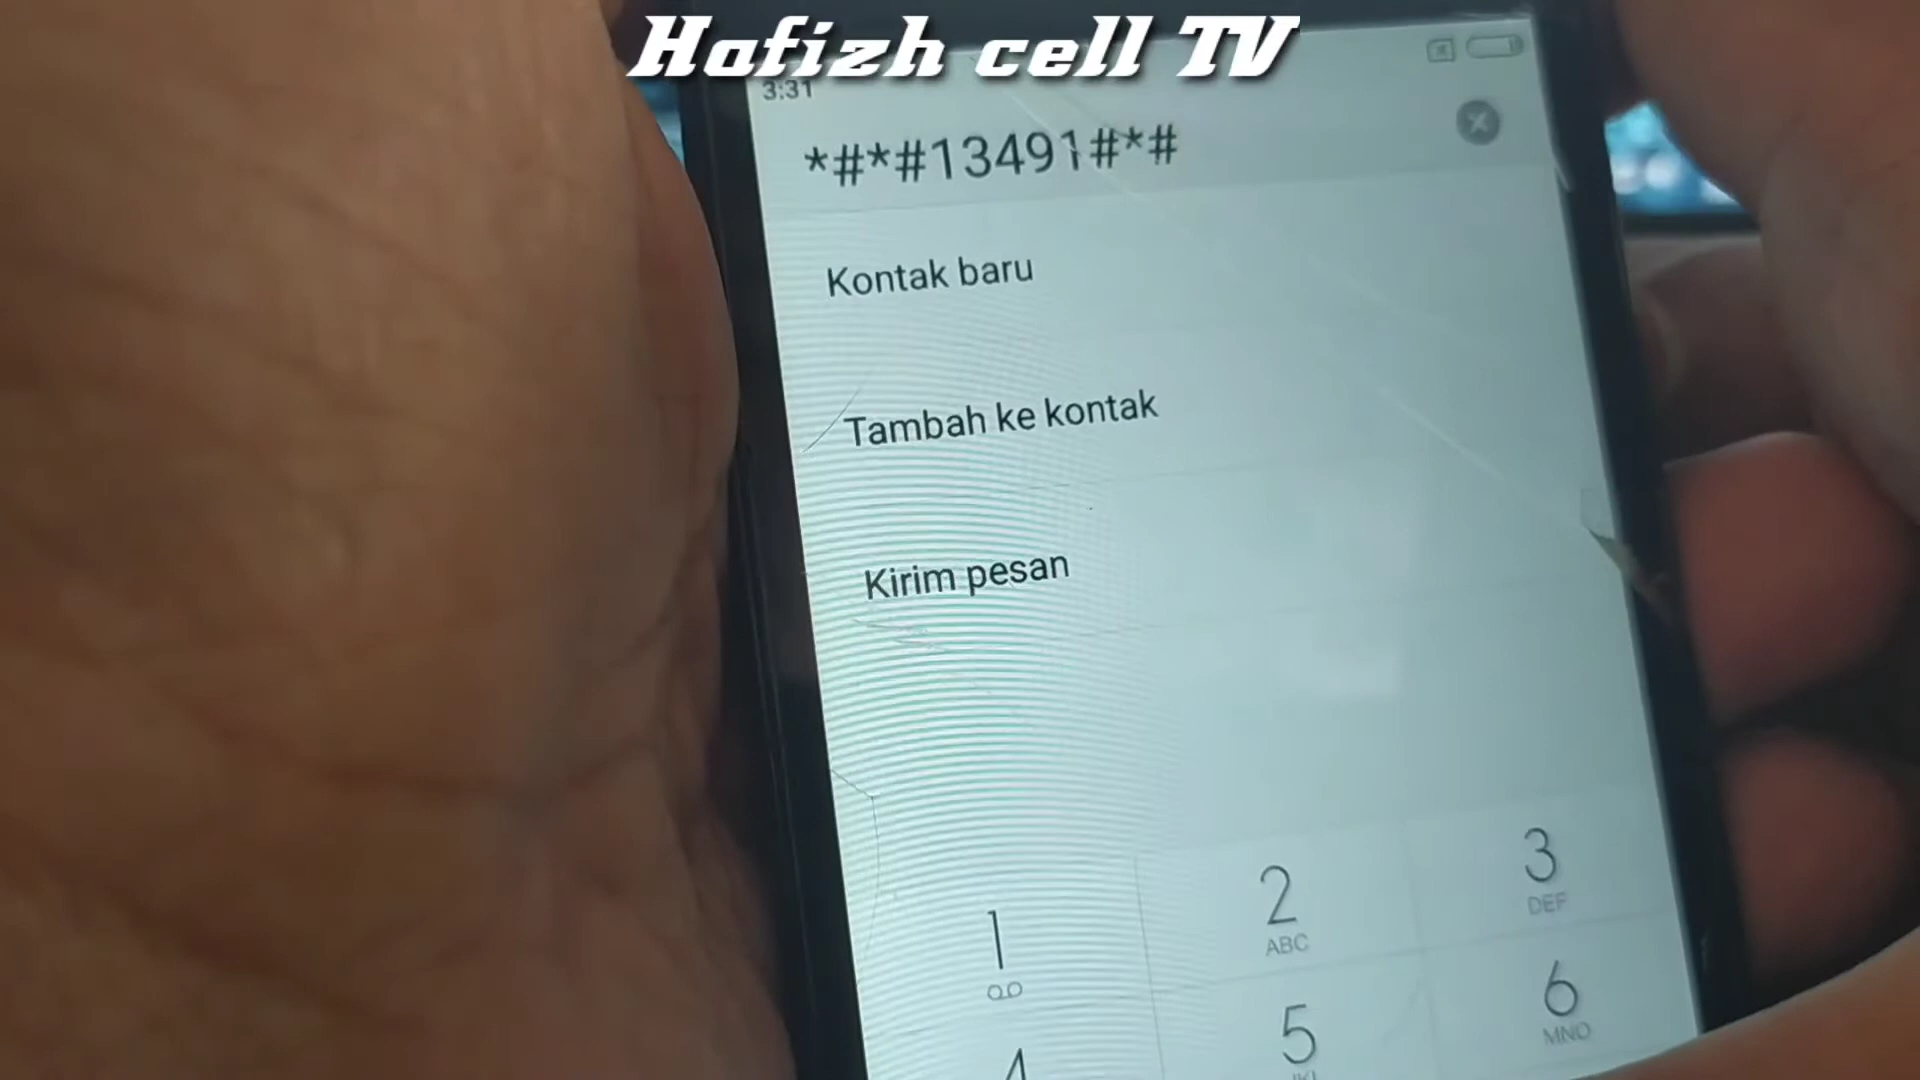 Hafizh cell TV
3:31
*#*#13491#*#
Kontak baru
Tambah ke kontak
Kirim pesan
1
2
ABC
3
DEF
4
5
JKL
6
MNO